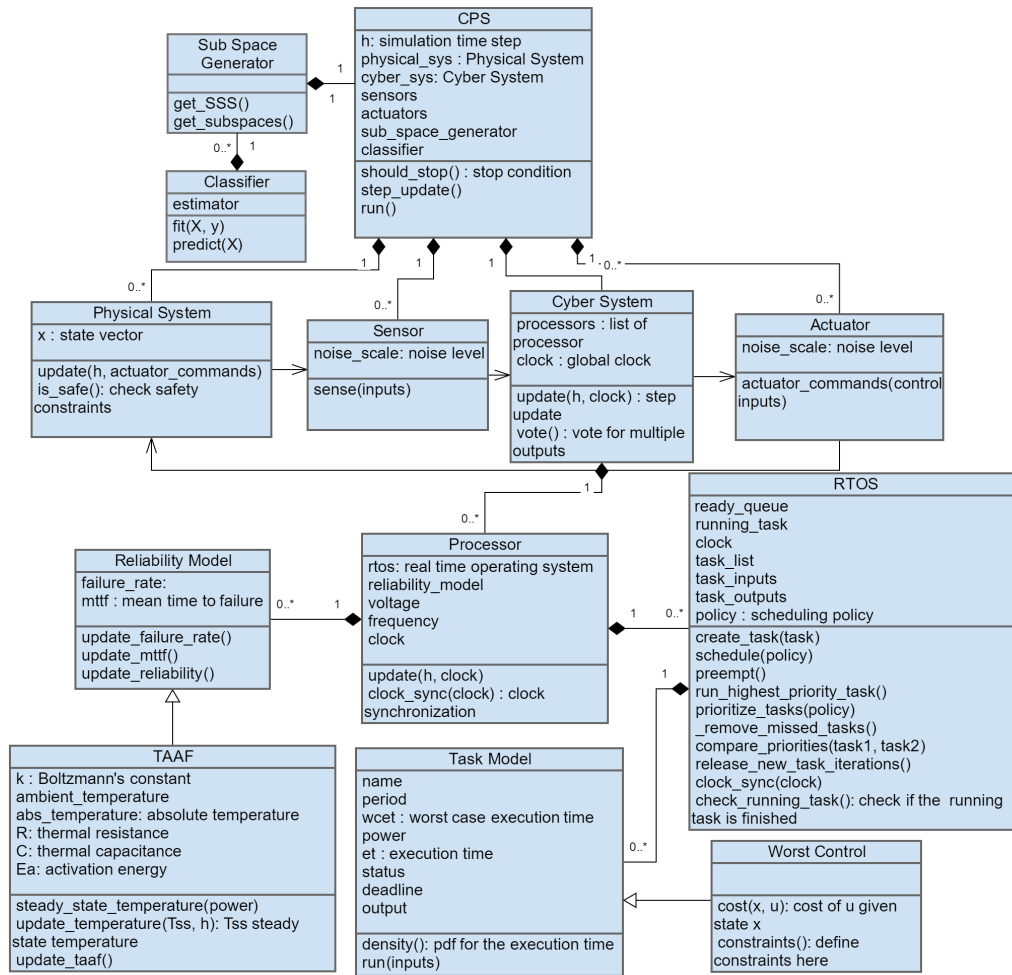 CPS
h: simulation time step
physical_sys : Physical System
cyber_sys: Cyber System
sensors
actuators
sub_space_generator
classifier
should_stop() : stop condition
step_update()
run()
Sub Space
Generator
get_SSS()
get_subspaces()
1
1
0..*
1
Classifier
estimator
fit(X, y)
predict(X)
1
0..*
1
0..*
1
1
0..*
0..*
Physical System
x : state vector
update(h, actuator_commands)
is_safe(): check safety
constraints
Sensor
noise_scale: noise level
sense(inputs)
Cyber System
processors : list of
processor
clock : global clock
update(h, clock) : step
update
vote() : vote for multiple
outputs
Actuator
noise_scale: noise level
actuator_commands(control
inputs)
1
0..*
Reliability Model
failure_rate:
mttf : mean time to failure
update_failure_rate()
update_mttf()
update_reliability()
0..*
1
Processor
rtos: real time operating system
reliability_model
voltage
frequency
clock
update(h, clock)
clock_sync(clock) : clock
synchronization
1
0..*
RTOS
ready_queue
running_task
clock
task_list
task_inputs
task_outputs
policy : scheduling policy
create_task(task)
schedule(policy)
preempt()
run_highest_priority_task()
prioritize_tasks(policy)
_remove_missed_tasks()
compare_priorities(task1, task2)
release_new_task_iterations()
clock_sync(clock)
check_running_task(): check if the running
task is finished
1
0..*
TAAF
k : Boltzmann's constant
ambient_temperature
abs_temperature: absolute temperature
R: thermal resistance
C: thermal capacitance
Ea: activation energy
steady_state_temperature(power)
update_temperature(Tss, h): Tss steady
state temperature
update_taaf()
Task Model
name
period
wcet : worst case execution time
power
et : execution time
status
deadline
output
density(): pdf for the execution time
run(inputs)
Worst Control
cost(x, u): cost of u given
state x
constraints(): define
constraints here